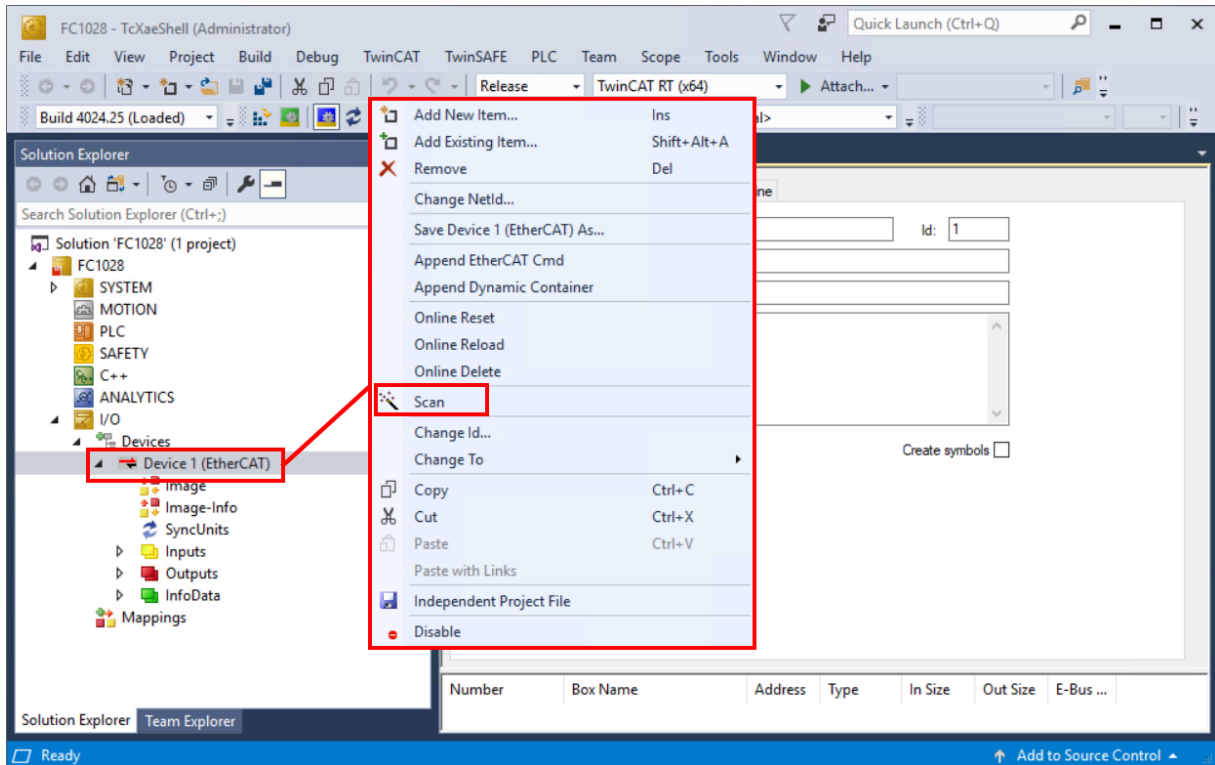 FC1028 - TcXaeShell (Administrator)
Quick Launch (Ctrl+Q)
File Edit View Project Build Debug TwinCAT TwinSAFE PLC Team Scope Tools Window Help
Release TwinCAT RT (x64) Attach...
Build 4024.25 (Loaded)
Solution Explorer
Search Solution Explorer (Ctrl+;)
Solution 'FC1028' (1 project)
FC1028
SYSTEM
MOTION
PLC
SAFETY
C++
ANALYTICS
I/O
Devices
Device 1 (EtherCAT)
Image
Image-Info
SyncUnits
Inputs
Outputs
InfoData
Mappings
Solution Explorer Team Explorer
Add New Item... Ins
Add Existing Item... Shift+Alt+A
Remove Del
Change NetId...
Save Device 1 (EtherCAT) As...
Append EtherCAT Cmd
Append Dynamic Container
Online Reset
Online Reload
Online Delete
Scan
Change Id...
Change To
Copy Ctrl+C
Cut Ctrl+X
Paste Ctrl+V
Paste with Links
Independent Project File
Disable
Id: 1
Create symbols
Number Box Name Address Type In Size Out Size E-Bus ...
Ready
Add to Source Control